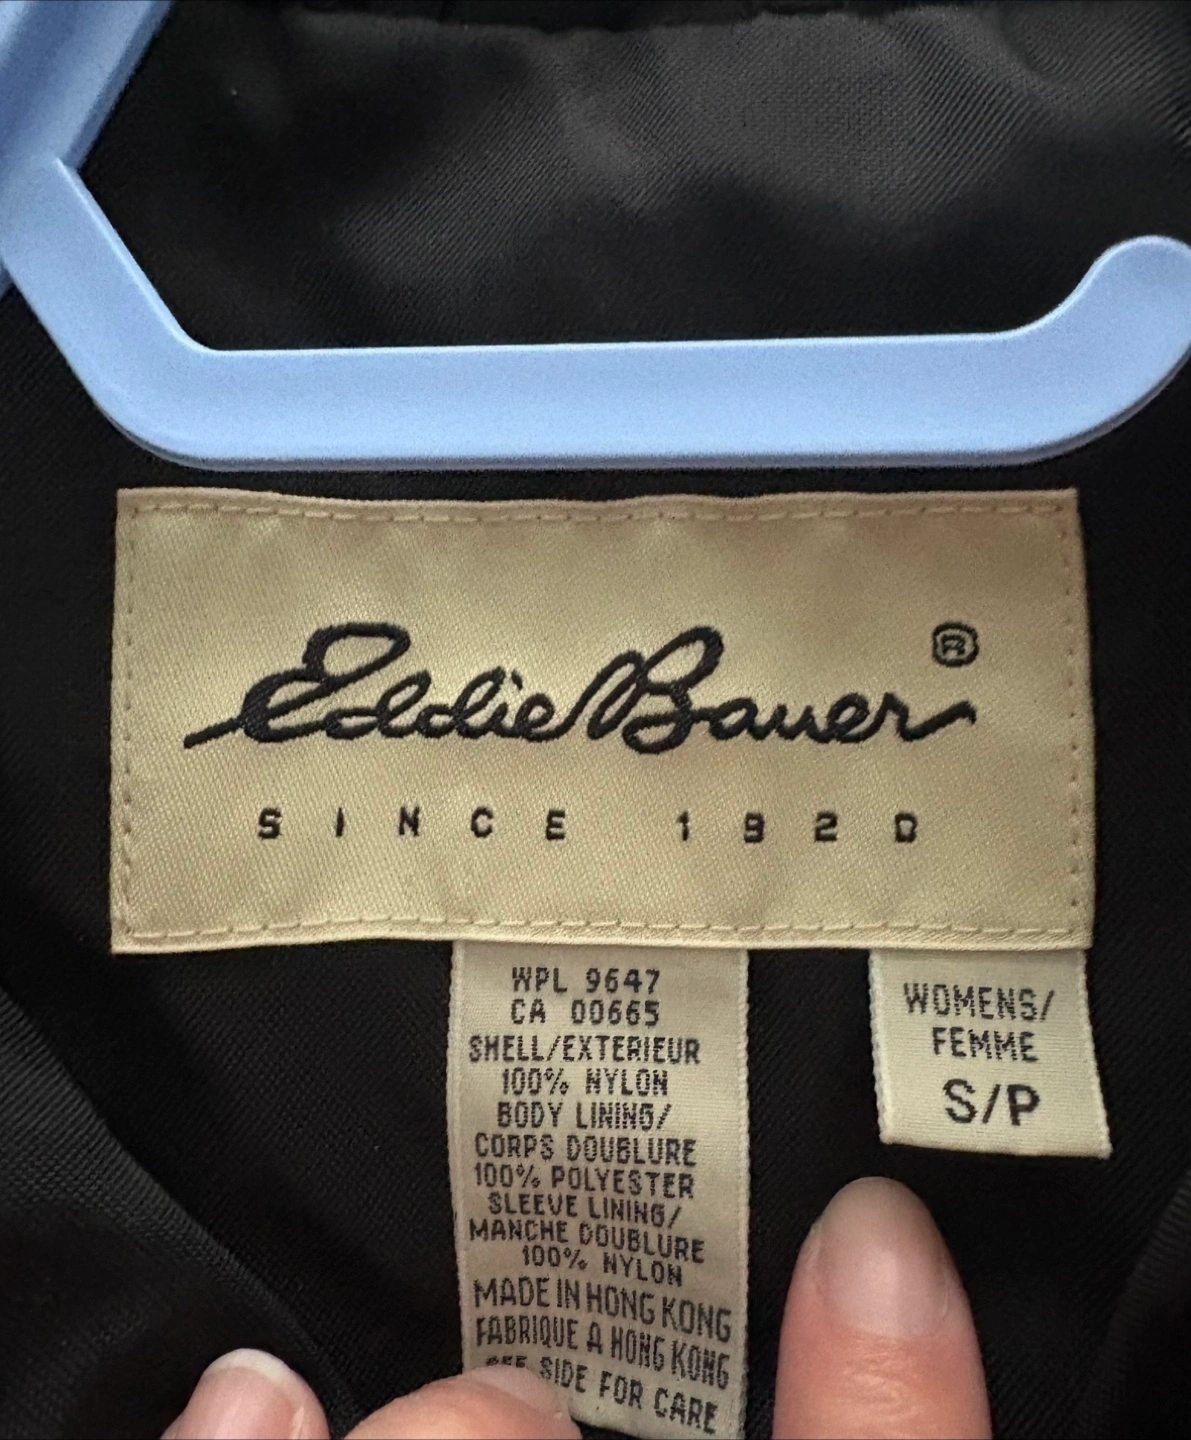 Eddie Bauer ®
SINCE 1920
WPL 9647
CA 00665
SHELL/EXTERIEUR
100% NYLON
BODY LINING/
CORPS DOUBLURE
100% POLYESTER
SLEEVE LINING/
MANCHE DOUBLURE
100% NYLON
MADE IN HONG KONG
FABRIQUE A HONG KONG
SEE SIDE FOR CARE
WOMENS/
FEMME
S/P